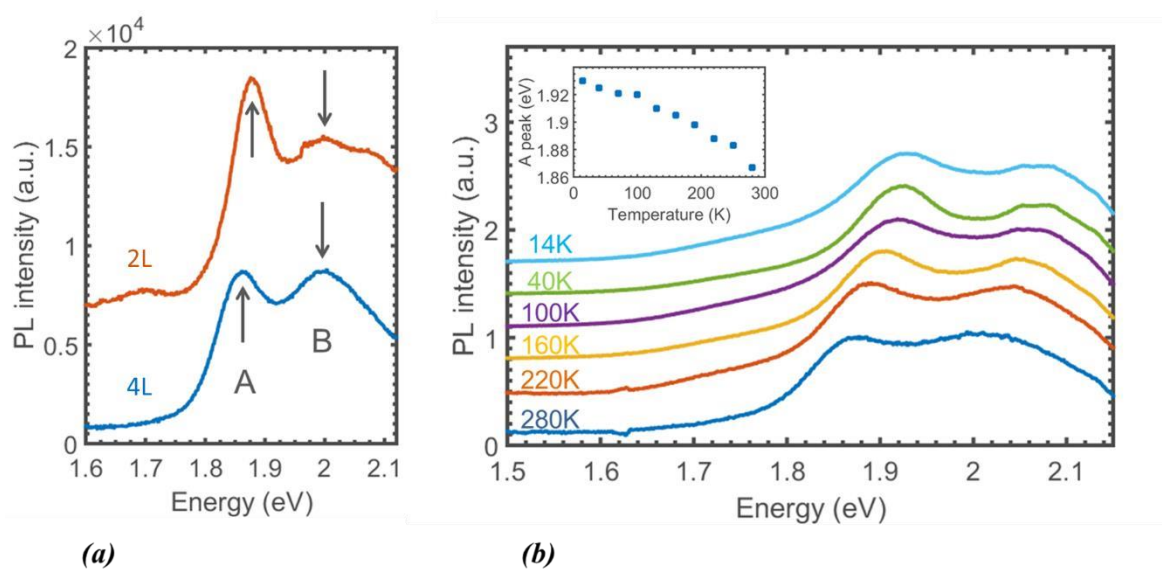 ×10⁴
2
1.5
1
0.5
0
PL intensity (a.u.)
2L
4L
A
B
1.6
1.7
1.8
1.9
2
2.1
Energy (eV)
(a)
3
2
1
0
PL intensity (a.u.)
1.92
1.9
1.88
1.86
A peak (eV)
0
100
200
300
Temperature (K)
14K
40K
100K
160K
220K
280K
1.5
1.6
1.7
1.8
1.9
2
2.1
Energy (eV)
(b)